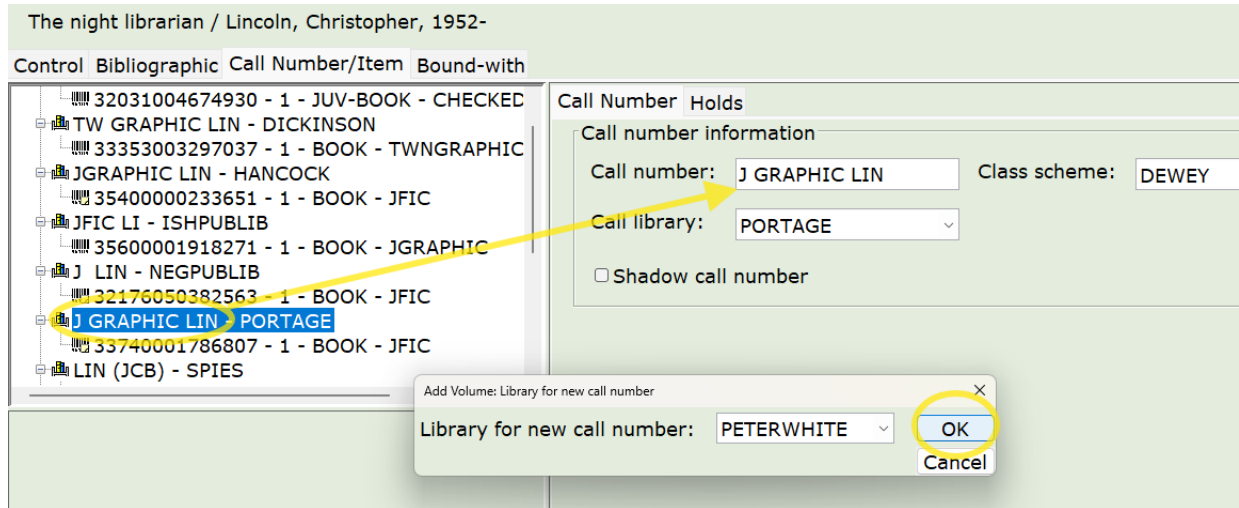 The night librarian / Lincoln, Christopher, 1952-
Control Bibliographic Call Number/Item Bound-with
32031004674930 - 1 - JUV-BOOK - CHECKED
TW GRAPHIC LIN - DICKINSON
33353003297037 - 1 - BOOK - TWNGRAPHIC
JGRAPHIC LIN - HANCOCK
35400000233651 - 1 - BOOK - JFIC
JFIC LI - ISHPUBLIB
35600001918271 - 1 - BOOK - JGRAPHIC
J LIN - NEGPUBLIB
32176050382563 - 1 - BOOK - JFIC
J GRAPHIC LIN - PORTAGE
33740001786807 - 1 - BOOK - JFIC
LIN (JCB) - SPIES
Call Number Holds
Call number information
Call number: J GRAPHIC LIN Class scheme: DEWEY
Call library: PORTAGE
Shadow call number
Add Volume: Library for new call number
Library for new call number: PETERWHITE OK
Cancel